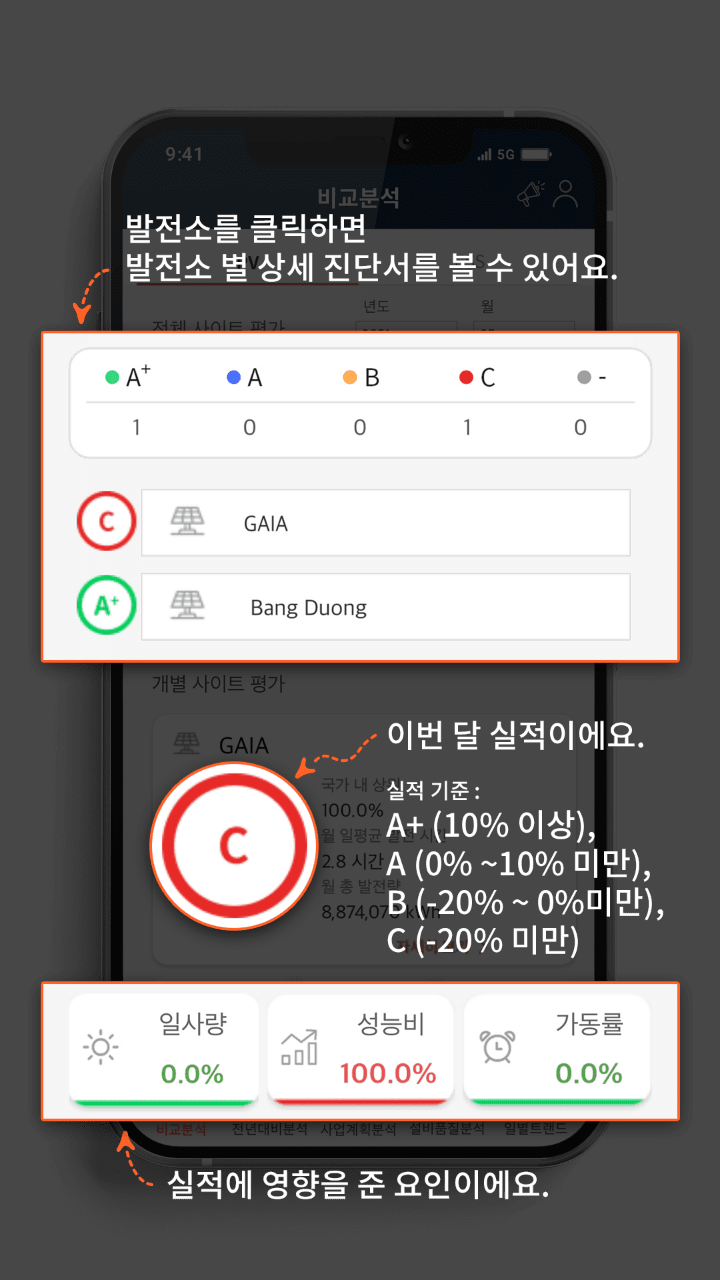 9:41
5G
비교분석
발전소를 클릭하면
발전소 별 상세 진단서를 볼 수 있어요.
년도 월
전체 사이트 평가
A+ A B C -
1 0 0 1 0
C GAIA
A+ Bang Duong
개별 사이트 평가
GAIA
이번 달 실적이에요.
국가 내 상위
100.0%
월 일평균 발전 시간
2.8 시간
월 총 발전량
8,874,070 kWh
C
실적 기준 :
A+ (10% 이상),
A (0% ~10% 미만),
B (-20% ~ 0%미만),
C (-20% 미만)
일사량 성능비 가동률
0.0% 100.0% 0.0%
비교분석 전년대비분석 사업계획분석 설비품질분석 일별트랜드
실적에 영향을 준 요인이에요.